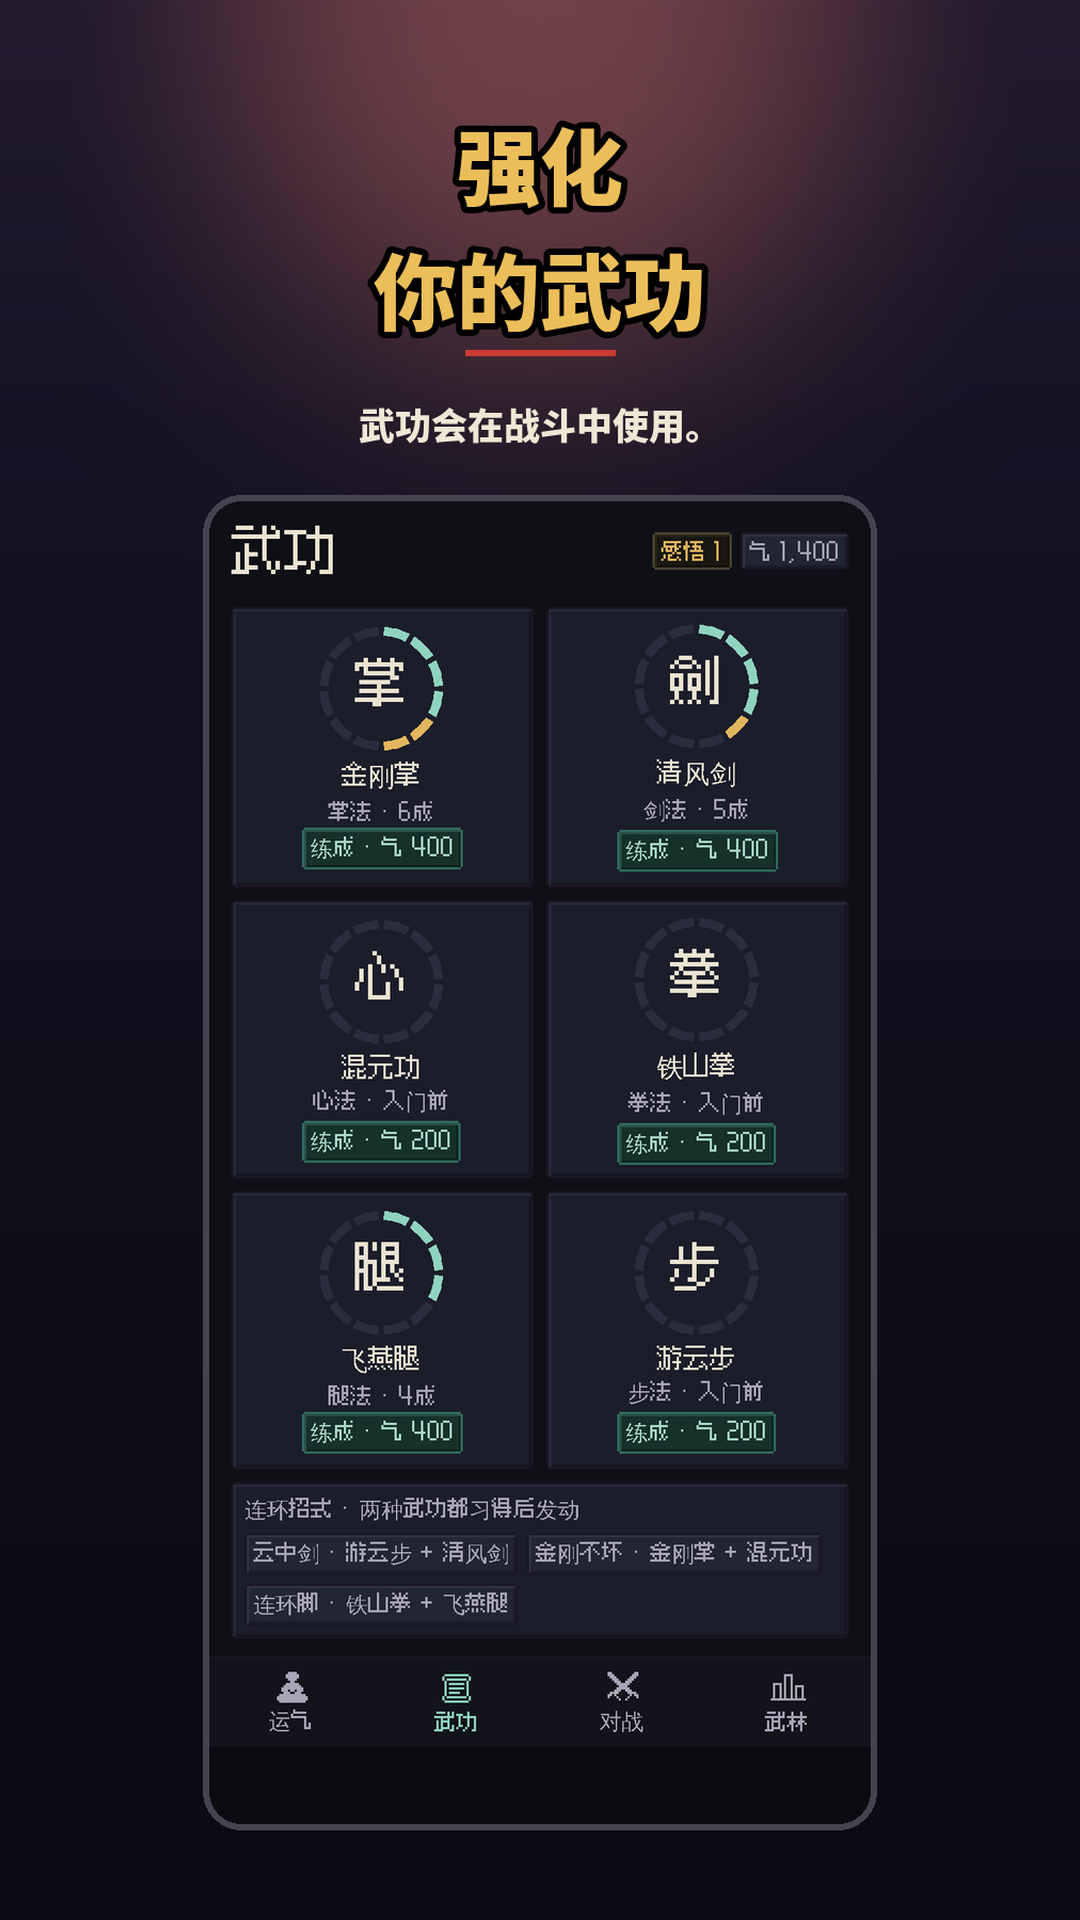 强化
你的武功
武功会在战斗中使用。
武功
感悟 1
气 1,400
掌
金刚掌
掌法 · 6成
练成 · 气 400
劍
清风剑
剑法 · 5成
练成 · 气 400
心
混元功
心法 · 入门前
练成 · 气 200
拳
铁山拳
拳法 · 入门前
练成 · 气 200
腿
飞燕腿
腿法 · 4成
练成 · 气 400
步
游云步
步法 · 入门前
练成 · 气 200
连环招式 · 两种武功都习得后发动
云中剑 · 游云步 + 清风剑
金刚不坏 · 金刚掌 + 混元功
连环脚 · 铁山拳 + 飞燕腿
运气
武功
对战
武林